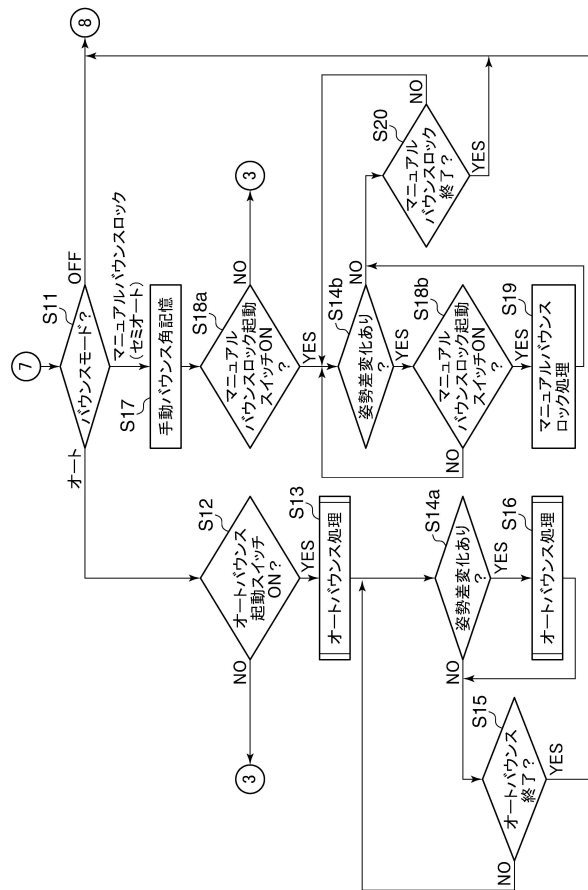 7
S11
バウンスモード?
OFF
8
オート
マニュアルバウンスロック
(セミオート)
S17
手動バウンス角記憶
S18a
マニュアル
バウンスロック起動
スイッチON
?
NO
3
YES
S14b
姿勢差変化あり
?
NO
YES
S18b
マニュアル
バウンスロック起動
スイッチON
?
NO
YES
S19
マニュアルバウンス
ロック処理
S20
マニュアル
バウンスロック
終了?
NO
YES
S12
オートバウンス
起動スイッチ
ON?
NO
3
YES
S13
オートバウンス処理
S14a
姿勢差変化あり
?
NO
YES
S16
オートバウンス処理
S15
オートバウンス
終了?
NO
YES